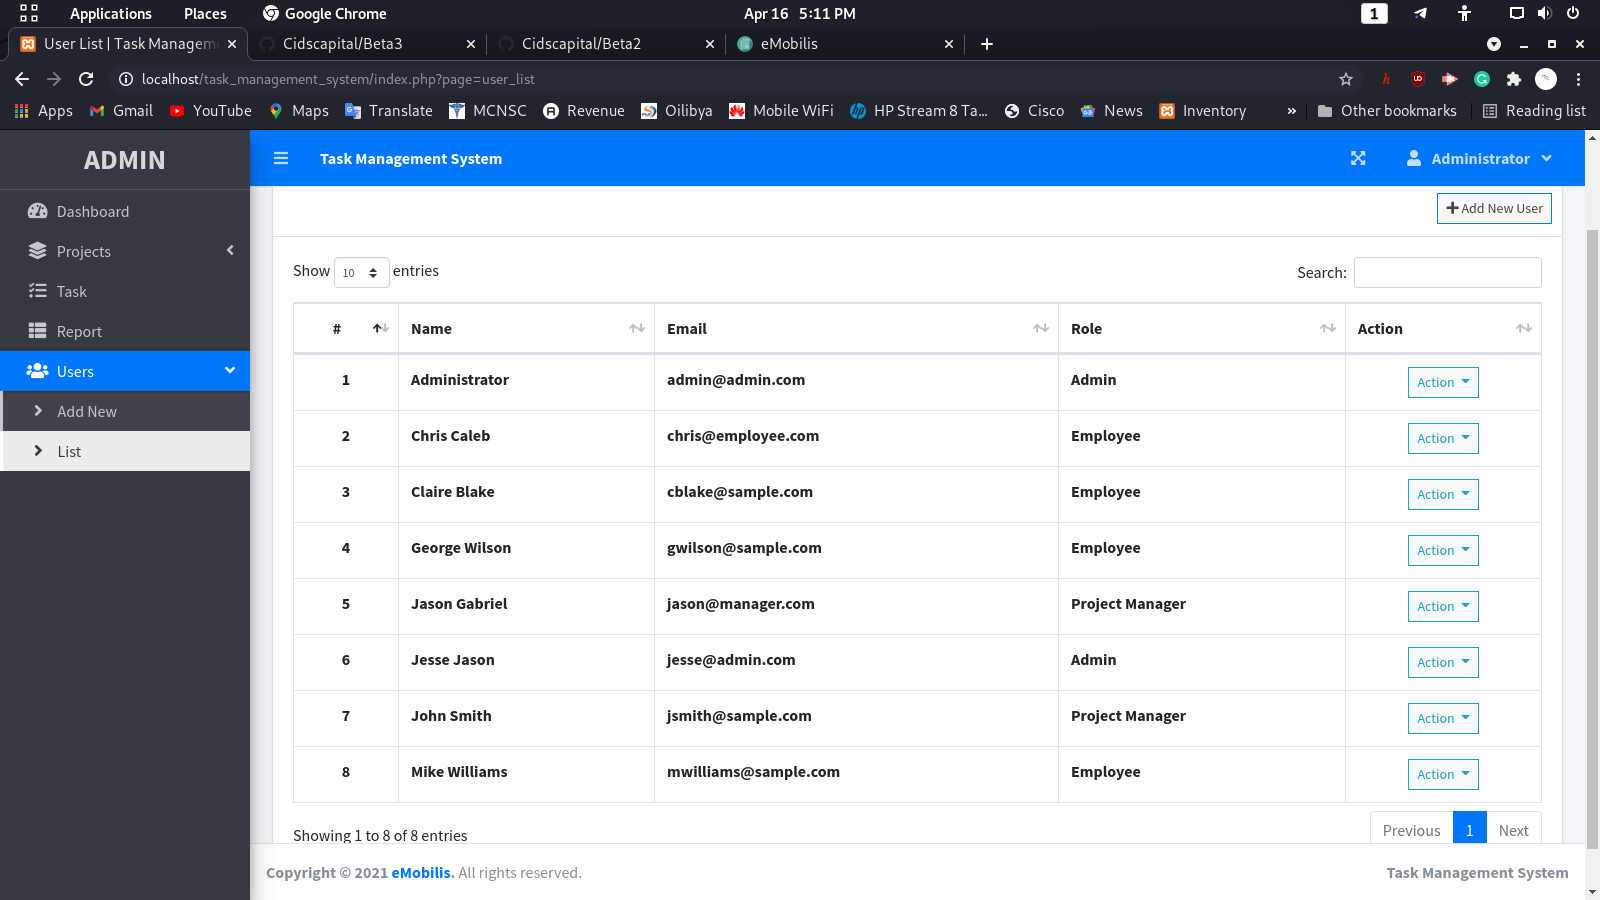 Applications Places Google Chrome Apr 16 5:11 PM 1
User List | Task Managem Cidscapital/Beta3 Cidscapital/Beta2 eMobilis
localhost/task_management_system/index.php?page=user_list
Apps Gmail YouTube Maps Translate MCNSC Revenue Oilibya Mobile WiFi HP Stream 8 Ta... Cisco News Inventory » Other bookmarks Reading list
ADMIN
Dashboard
Projects
Task
Report
Users
Add New
List
Task Management System Administrator
Add New User
Show 10 entries Search:
# Name Email Role Action
1 Administrator admin@admin.com Admin Action
2 Chris Caleb chris@employee.com Employee Action
3 Claire Blake cblake@sample.com Employee Action
4 George Wilson gwilson@sample.com Employee Action
5 Jason Gabriel jason@manager.com Project Manager Action
6 Jesse Jason jesse@admin.com Admin Action
7 John Smith jsmith@sample.com Project Manager Action
8 Mike Williams mwilliams@sample.com Employee Action
Showing 1 to 8 of 8 entries Previous 1 Next
Copyright © 2021 eMobilis. All rights reserved. Task Management System